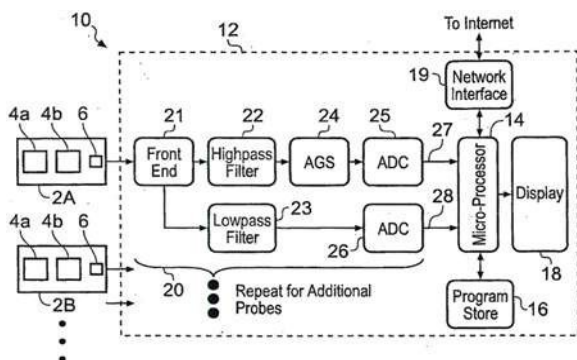 10
12
To Internet
19
Network
Interface
4a 4b 6
21 22 24 25 27 14
Front
End
Highpass
Filter
AGS
ADC
Micro-Processor
Display
2A
Lowpass
Filter
23
ADC
28
26
18
4a 4b 6
2B
20
Repeat for Additional
Probes
Program
Store
16